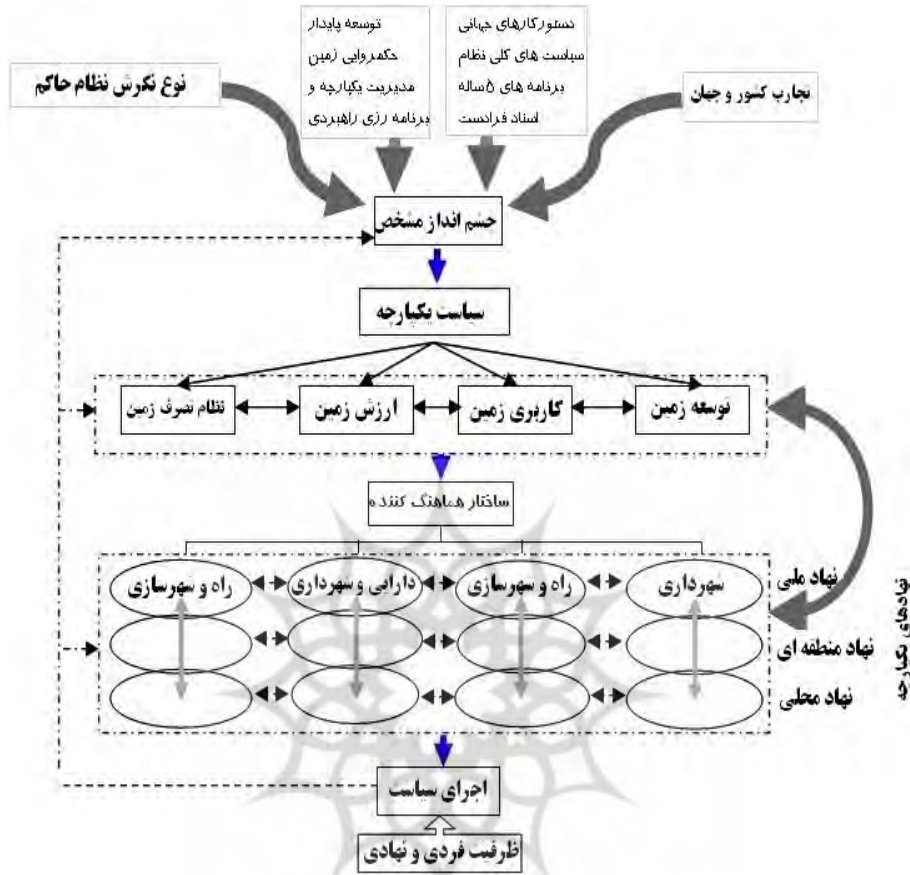 دستورکارهای جهانی
سیاست های کلی نظام
برنامه های ۵ساله
اسناد فرادست
توسعه پایدار
حکمروایی زمین
مدیریت یکپارچه و
برنامه رزی راهبردی
تجارب کشور و جهان
نوع نگرش نظام حاکم
چشم انداز مشخص
سیاست یکپارچه
توسعه زمین
کاربری زمین
ارزش زمین
نظام تصرف زمین
ساختار هماهنگ کننده
نهاد ملی
شهرداری
راه و شهرسازی
دارایی و شهرداری
راه و شهرسازی
نهاد منطقه ای
نهاد محلی
نهادهای یکپارچه
اجرای سیاست
ظرفیت فردی و نهادی